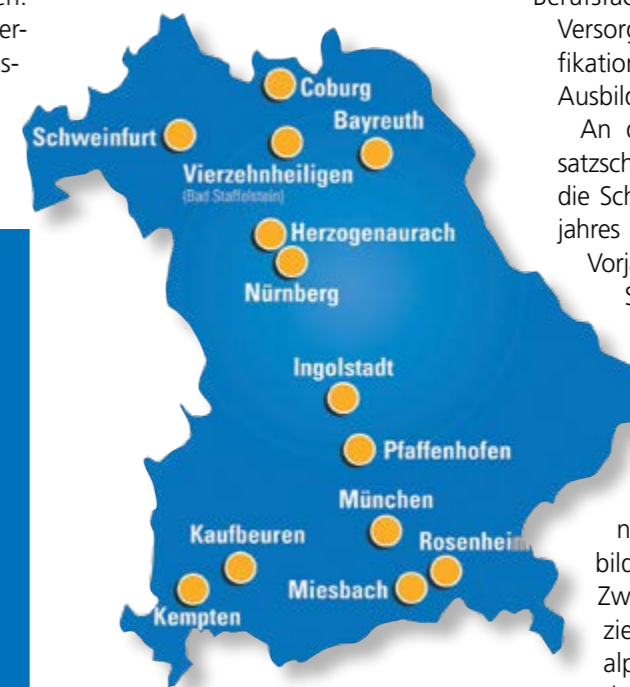 er-
s-
Coburg
Schweinfurt
Bayreuth
Vierzehnheiligen
(Bad Staffelstein)
Herzogenaurach
Nürnberg
Ingolstadt
Pfaffenhofen
München
Kaufbeuren
Rosenheim
Miesbach
Kempten
Versorg
fikation
Ausbild
An
satzsch
die Sch
jahres
Vorj
S
n
bild
Zw
zie
alp